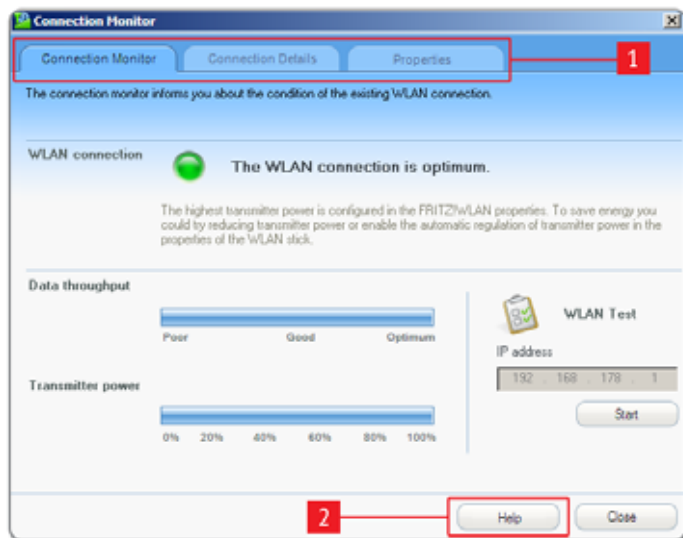 Connection Monitor
Connection Monitor
Connection Details
Properties
1
The connection monitor informs you about the condition of the existing WLAN connection.
WLAN connection
The WLAN connection is optimum.
The highest transmitter power is configured in the FRITZ!WLAN properties. To save energy you
could by reducing transmitter power or enable the automatic regulation of transmitter power in the
properties of the WLAN stick.
Data throughput
Poor Good Optimum
WLAN Test
IP address
192 . 168 . 178 . 1
Start
Transmitter power
0% 20% 40% 60% 80% 100%
2
Help
Close